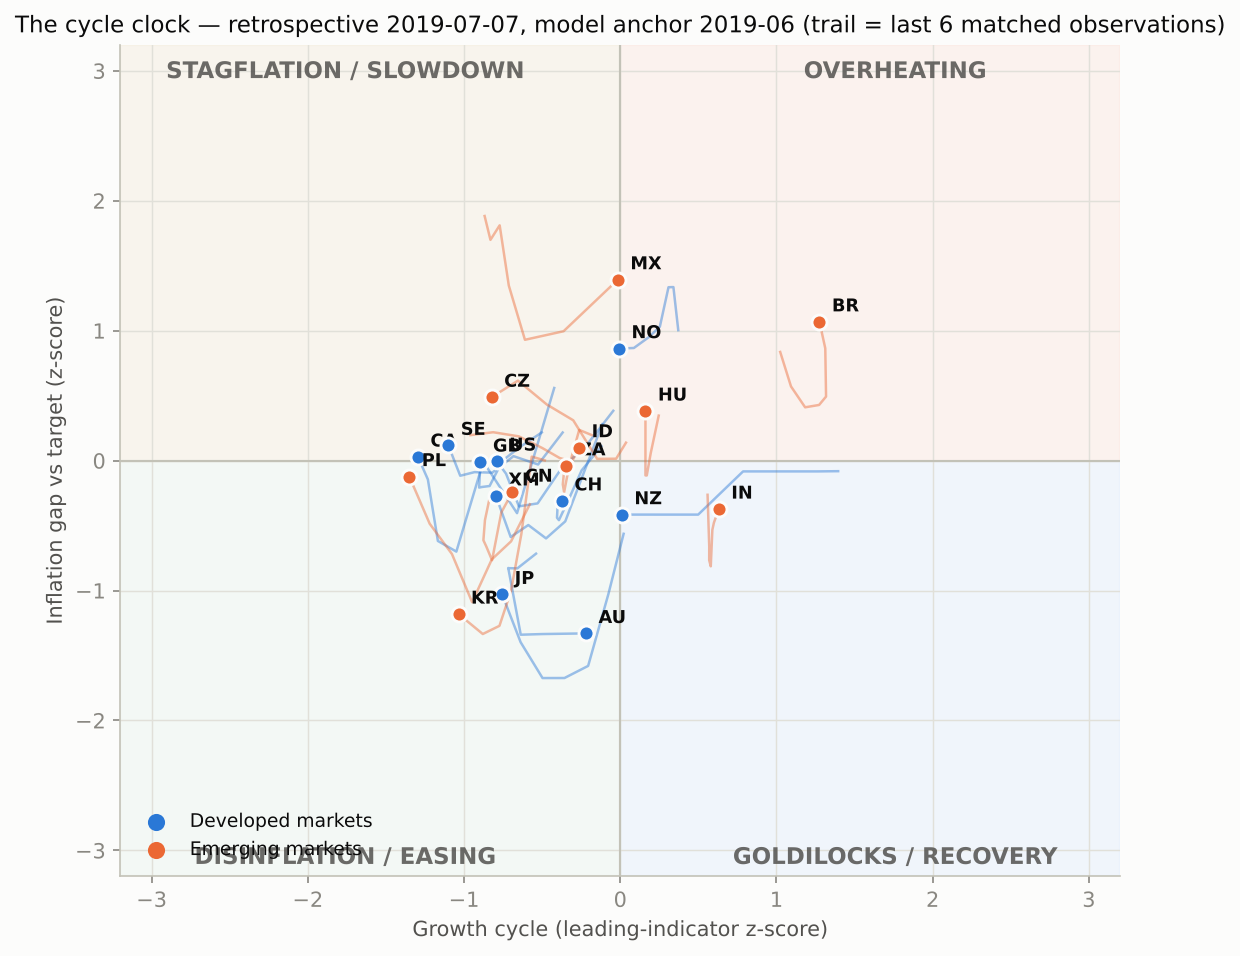 The cycle clock — retrospective 2019-07-07, model anchor 2019-06 (trail = last 6 matched observations)
STAGFLATION / SLOWDOWN
OVERHEATING
3
2
1
0
−1
−2
−3
Inflation gap vs target (z-score)
MX
BR
NO
CZ
HU
SE
ID
CA
GB
US
ZA
PL
XM
CN
CH
IN
NZ
JP
KR
AU
Developed markets
Emerging markets
DISINFLATION / EASING
GOLDILOCKS / RECOVERY
−3
−2
−1
0
1
2
3
Growth cycle (leading-indicator z-score)